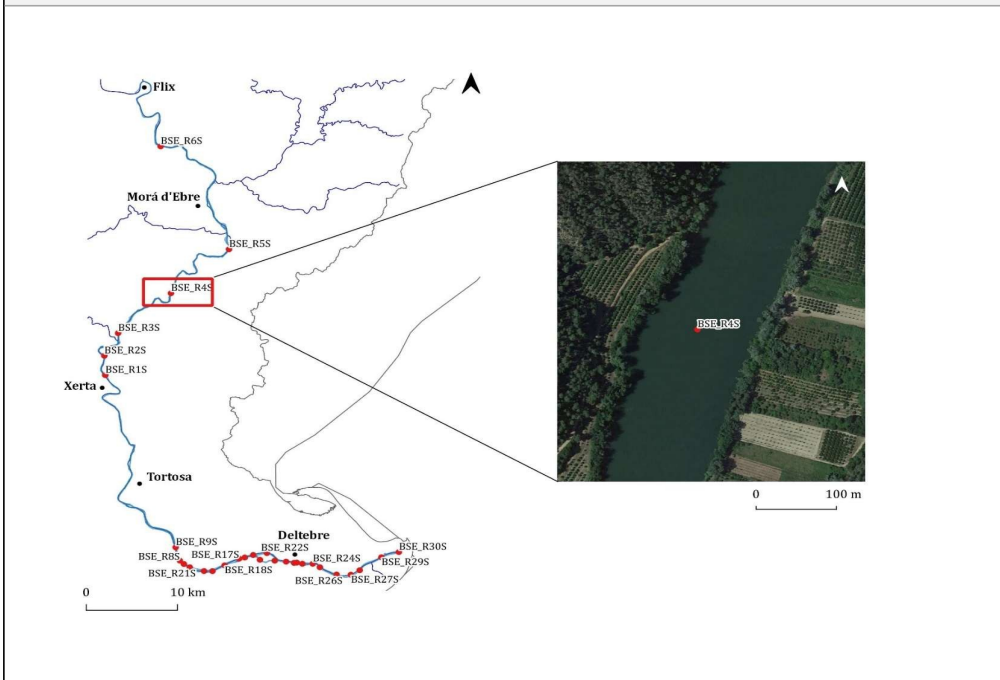 Flix
BSE_R6S
Morá d'Ebre
BSE_R5S
BSE_R4S
BSE_R4S
BSE_R3S
BSE_R2S
BSE_R1S
Xerta
Tortosa
0 100 m
Deltebre
BSE_R9S
BSE_R8S
BSE_R17S
BSE_R22S
BSE_R30S
BSE_R24S
BSE_R29S
BSE_R21S
BSE_R18S
BSE_R26S
BSE_R27S
0 10 km